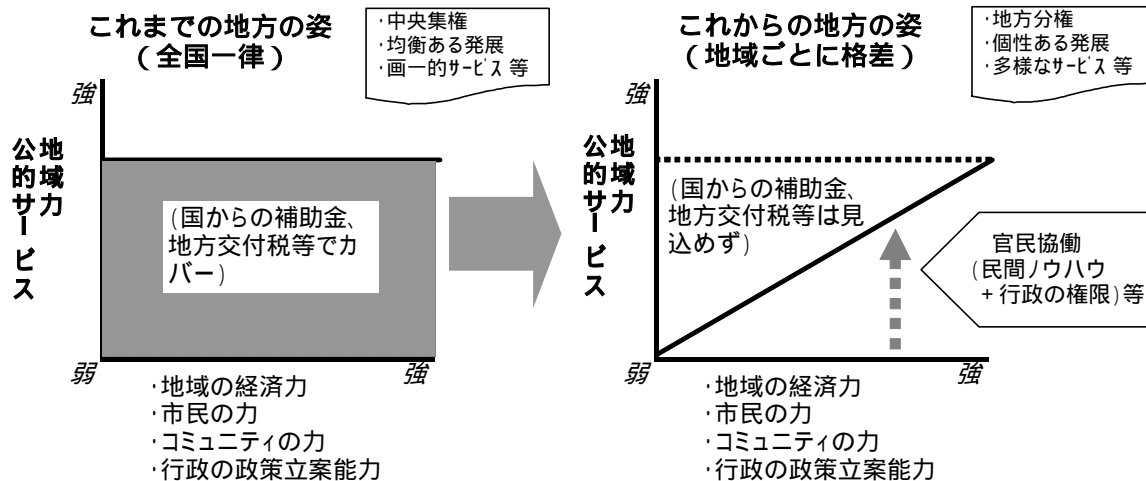 これまでの地方の姿
（全国一律）
・中央集権
・均衡ある発展
・画一的サービス 等
強
地域力
公的サービス
(国からの補助金、
地方交付税等でカ
バー)
弱
強
・地域の経済力
・市民の力
・コミュニティの力
・行政の政策立案能力
これからの地方の姿
（地域ごとに格差）
・地方分権
・個性ある発展
・多様なサービス 等
強
地域力
公的サービス
(国からの補助金、
地方交付税等は見
込めず)
官民協働
(民間ノウハウ
+行政の権限)等
弱
強
・地域の経済力
・市民の力
・コミュニティの力
・行政の政策立案能力